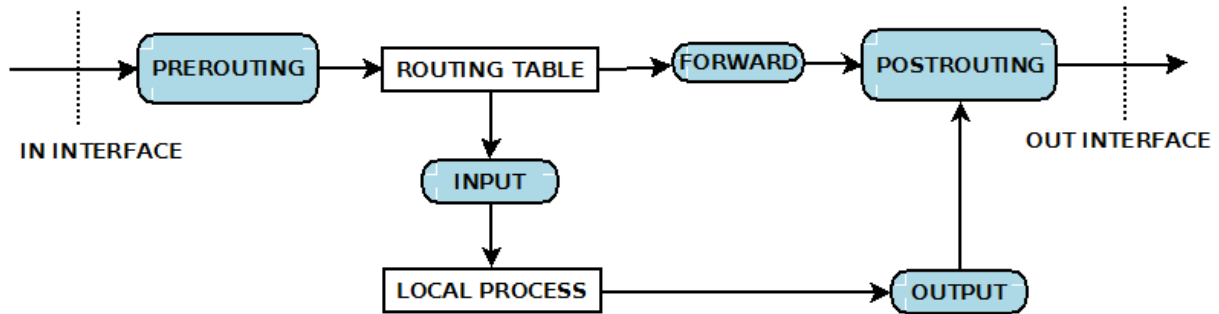 PREROUTING
ROUTING TABLE
FORWARD
POSTROUTING
IN INTERFACE
OUT INTERFACE
INPUT
LOCAL PROCESS
OUTPUT